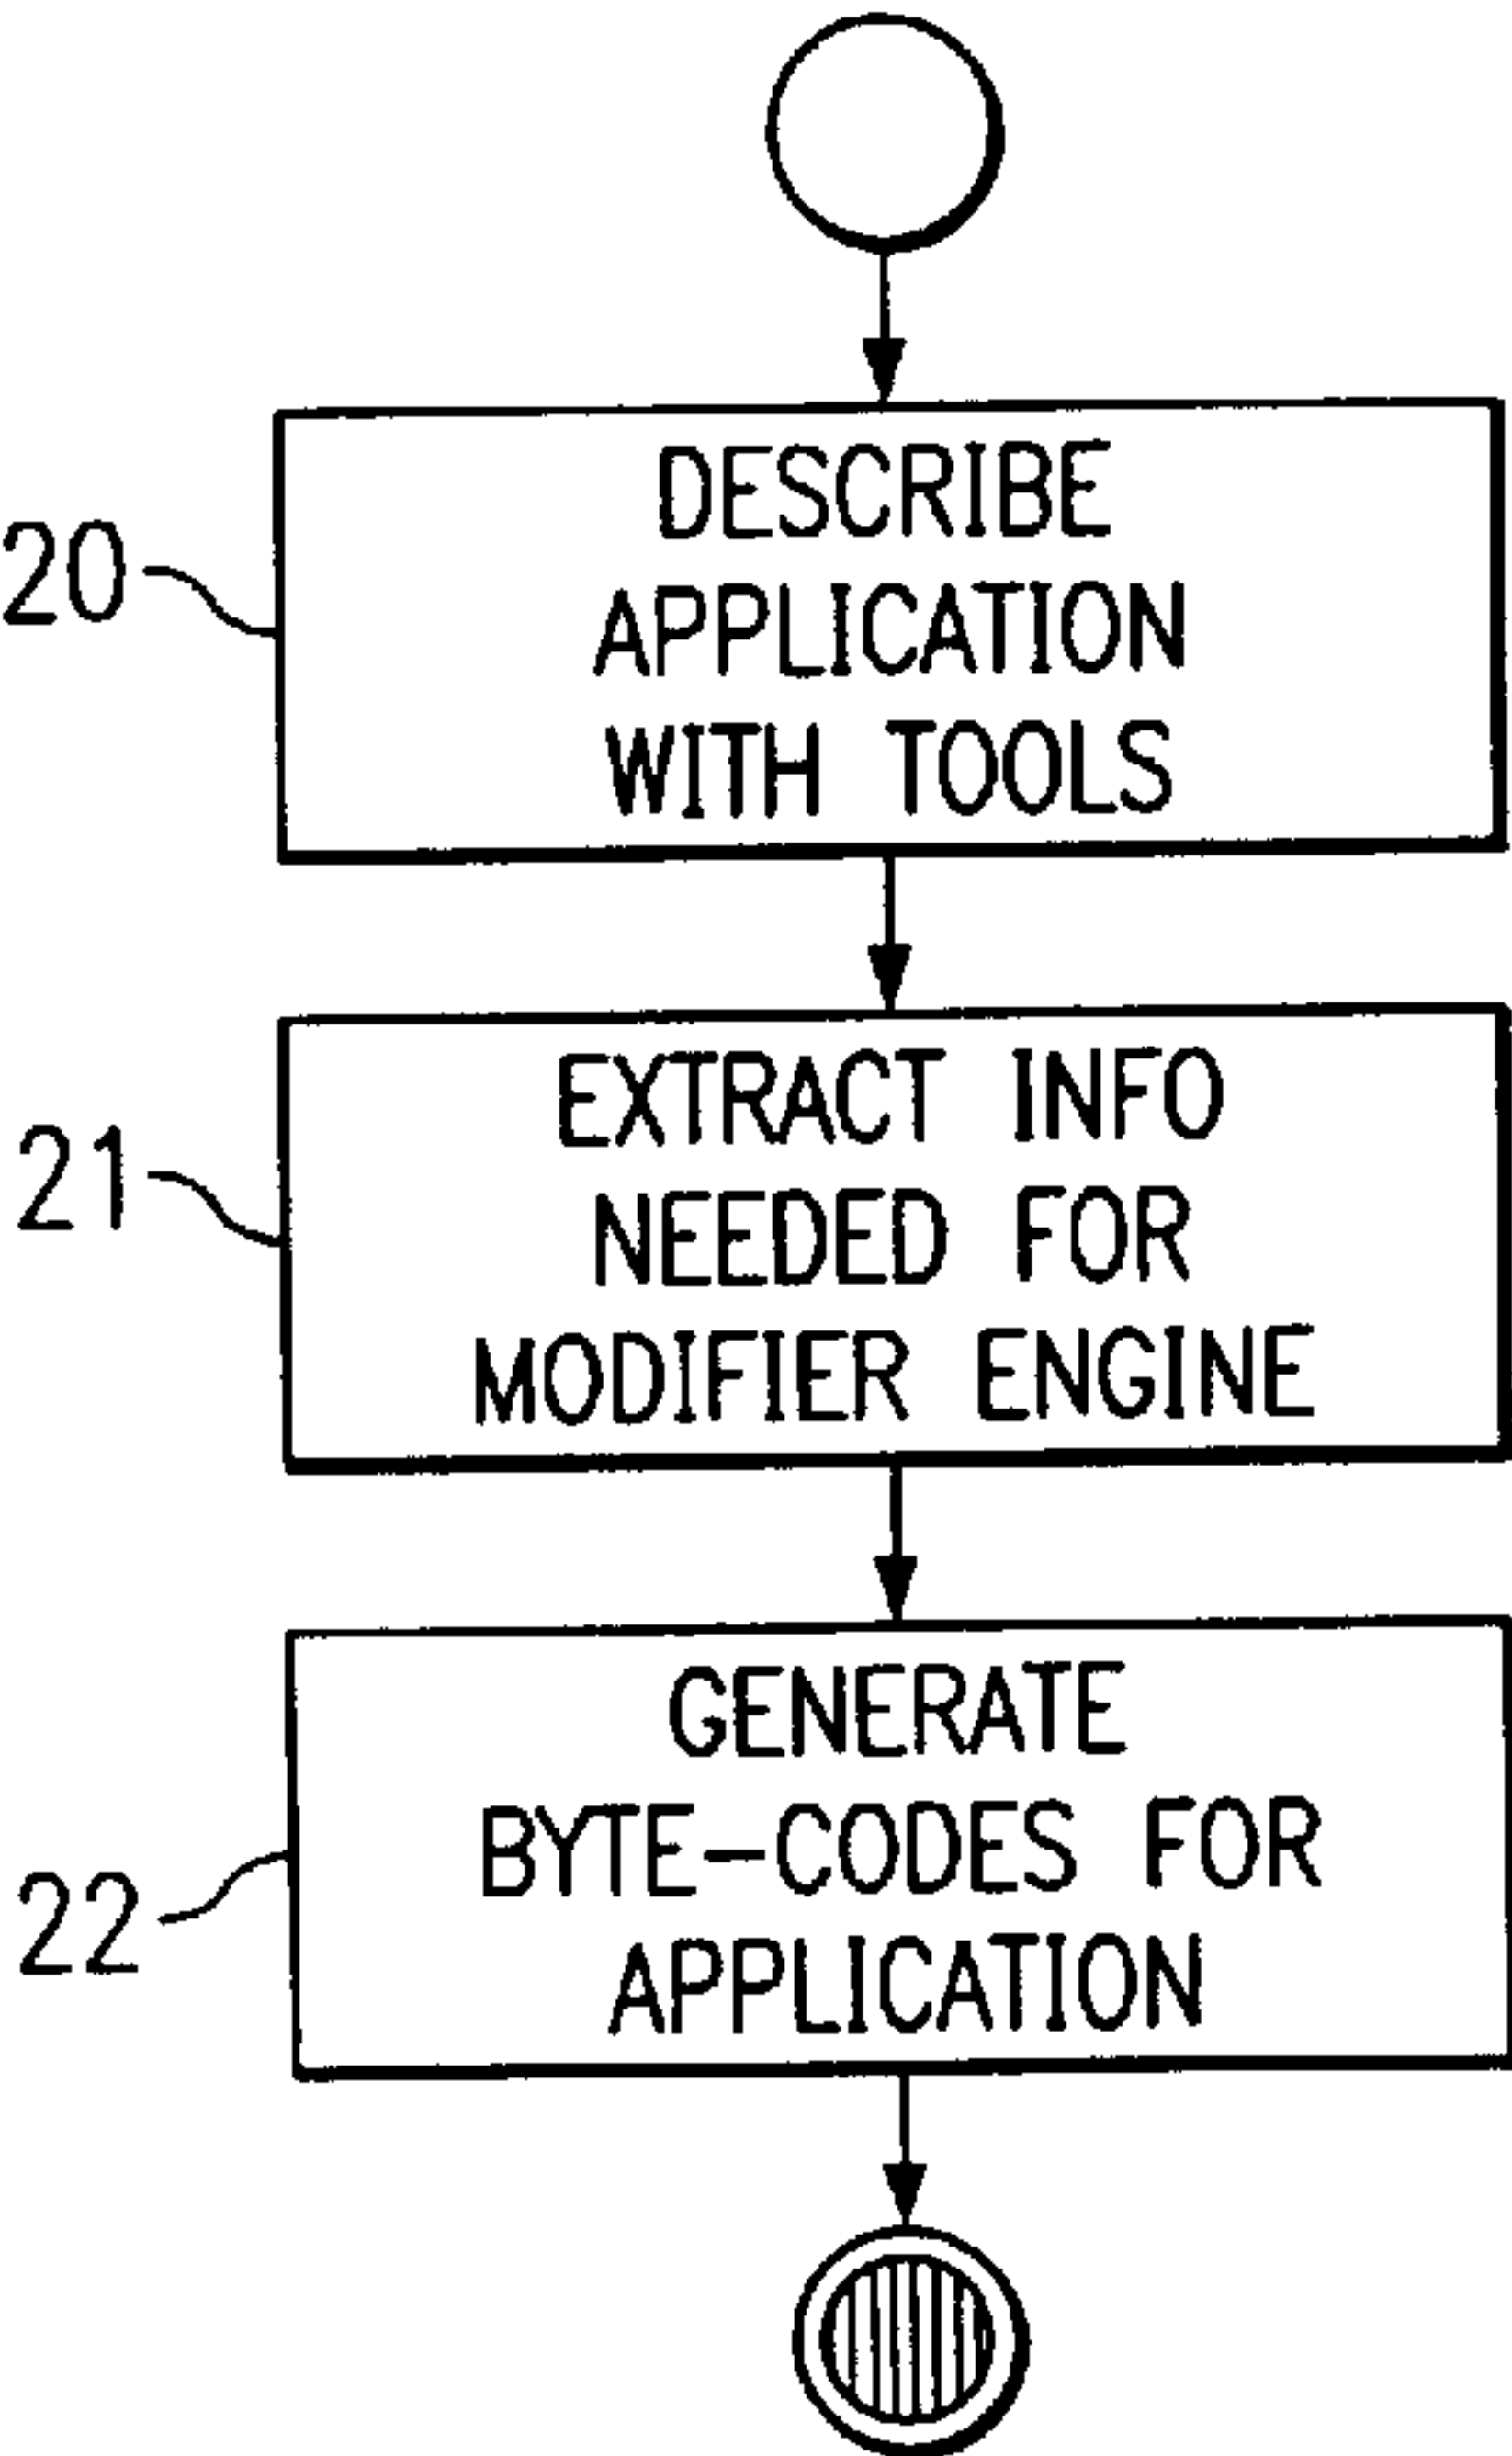 20
DESCRIBE
APPLICATION
WITH TOOLS
21
EXTRACT INFO
NEEDED FOR
MODIFIER ENGINE
22
GENERATE
BYTE-CODES FOR
APPLICATION